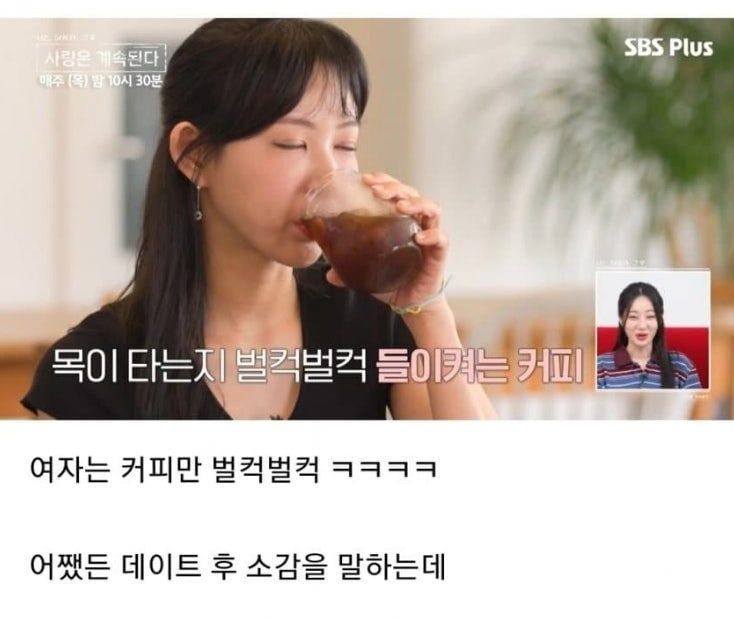 사랑은 계속된다
매주 (목) 밤 10시 30분
SBS Plus
목이 타는지 벌컥벌컥 들이켜는 커피
여자는 커피만 벌컥벌컥 ㅋㅋㅋㅋ
어쨌든 데이트 후 소감을 말하는데